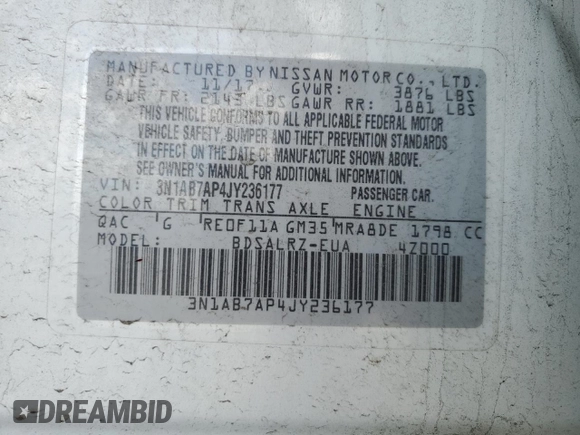 MANUFACTURED BY NISSAN MOTOR CO., LTD.
DATE: 11/17 GVWR: 3876 LBS
GAWR FR: 2143 LBS GAWR RR: 1881 LBS
THIS VEHICLE CONFORMS TO ALL APPLICABLE FEDERAL MOTOR
VEHICLE SAFETY, BUMPER AND THEFT PREVENTION STANDARDS
IN EFFECT ON THE DATE OF MANUFACTURE SHOWN ABOVE.
SEE OWNER'S MANUAL FOR ADDITIONAL INFORMATION.
VIN: 3N1AB7AP4JY236177 PASSENGER CAR.
COLOR TRIM TRANS AXLE ENGINE
QAC G RE0F11A GM35 MRA8DE 1798 CC
MODEL: BDSALRZ-EUA 4Z000
3N1AB7AP4JY236177
DREAMBID